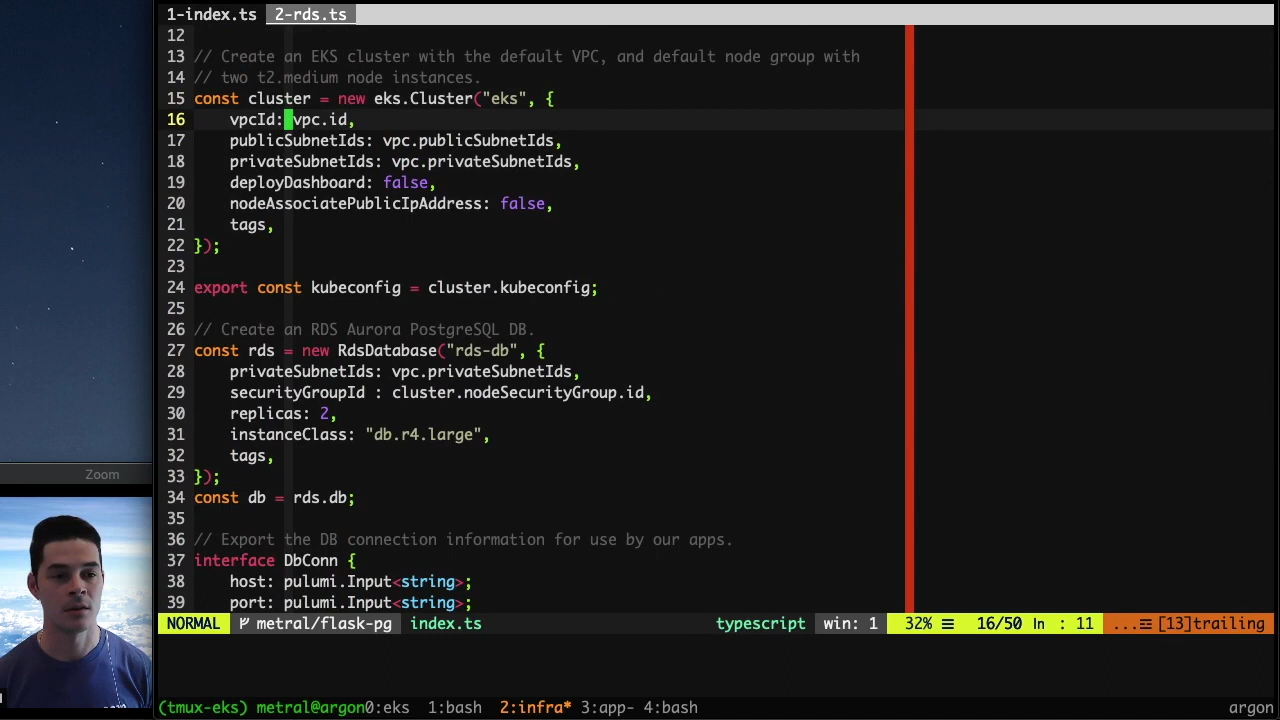 1-index.ts 2-rds.ts
12
13 // Create an EKS cluster with the default VPC, and default node group with
14 // two t2.medium node instances.
15 const cluster = new eks.Cluster("eks", {
16     vpcId: vpc.id,
17     publicSubnetIds: vpc.publicSubnetIds,
18     privateSubnetIds: vpc.privateSubnetIds,
19     deployDashboard: false,
20     nodeAssociatePublicIpAddress: false,
21     tags,
22 });
23
24 export const kubeconfig = cluster.kubeconfig;
25
26 // Create an RDS Aurora PostgreSQL DB.
27 const rds = new RdsDatabase("rds-db", {
28     privateSubnetIds: vpc.privateSubnetIds,
29     securityGroupId : cluster.nodeSecurityGroup.id,
30     replicas: 2,
31     instanceClass: "db.r4.large",
32     tags,
33 });
34 const db = rds.db;
35
36 // Export the DB connection information for use by our apps.
37 interface DbConn {
38     host: pulumi.Input<string>;
39     port: pulumi.Input<string>;
NORMAL metral/flask-pg index.ts typescript win: 1 32% ☰ 16/50 ln : 11 ...☰ [13]trailing
Zoom
(tmux-eks) metral@argon0:eks 1:bash 2:infra* 3:app- 4:bash argon